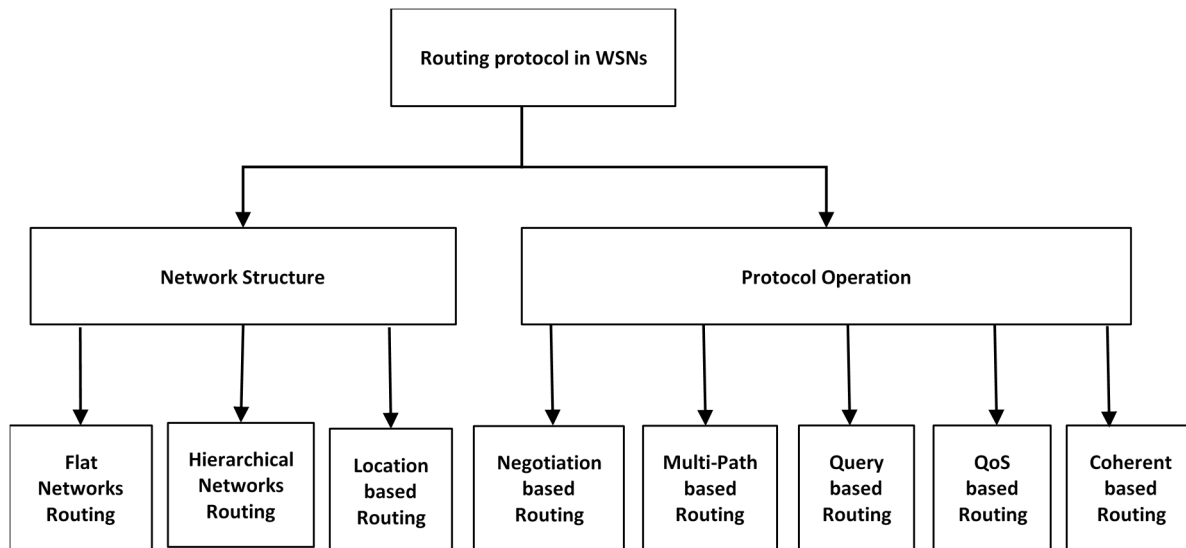 Routing protocol in WSNs
Network Structure
Protocol Operation
Flat
Networks
Routing
Hierarchical
Networks
Routing
Location
based
Routing
Negotiation
based
Routing
Multi-Path
based
Routing
Query
based
Routing
QoS
based
Routing
Coherent
based
Routing